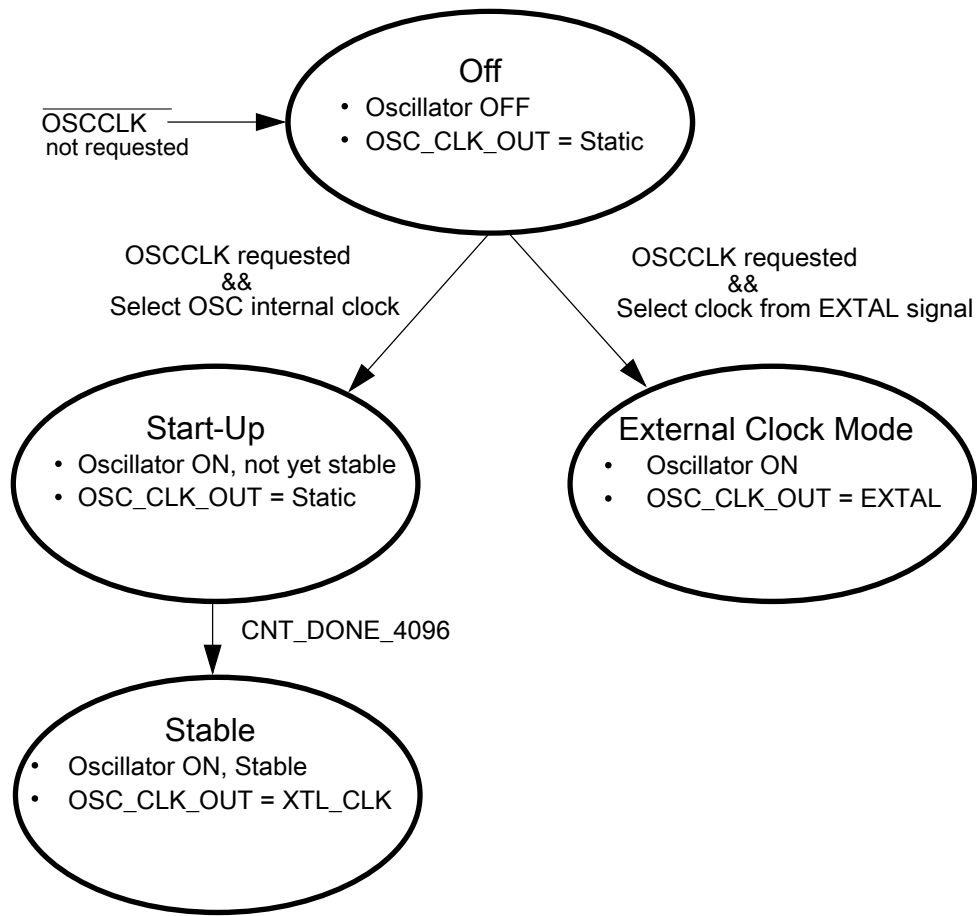 Off
• Oscillator OFF
• OSC_CLK_OUT = Static
OSCCLK
not requested
OSCCLK requested
&&
Select OSC internal clock
OSCCLK requested
&&
Select clock from EXTAL signal
Start-Up
• Oscillator ON, not yet stable
• OSC_CLK_OUT = Static
External Clock Mode
• Oscillator ON
• OSC_CLK_OUT = EXTAL
CNT_DONE_4096
Stable
• Oscillator ON, Stable
• OSC_CLK_OUT = XTL_CLK